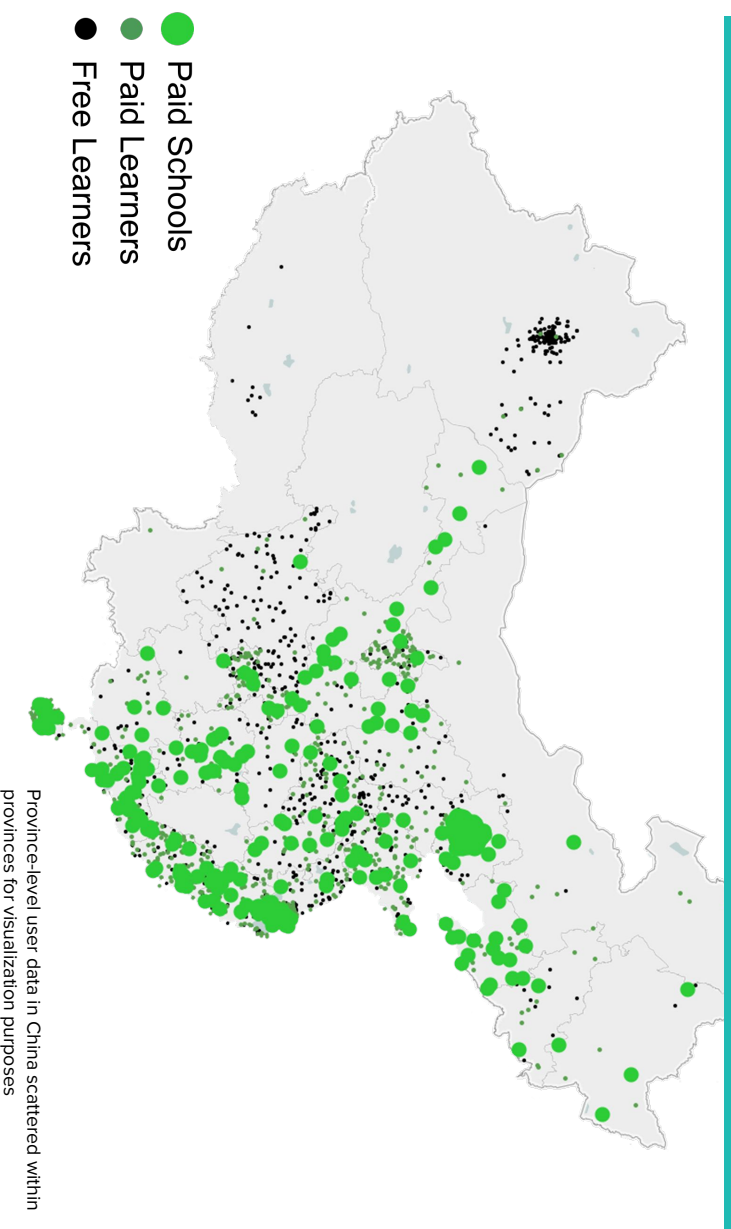 Paid Schools
Paid Learners
Free Learners
Province-level user data in China scattered within
provinces for visualization purposes